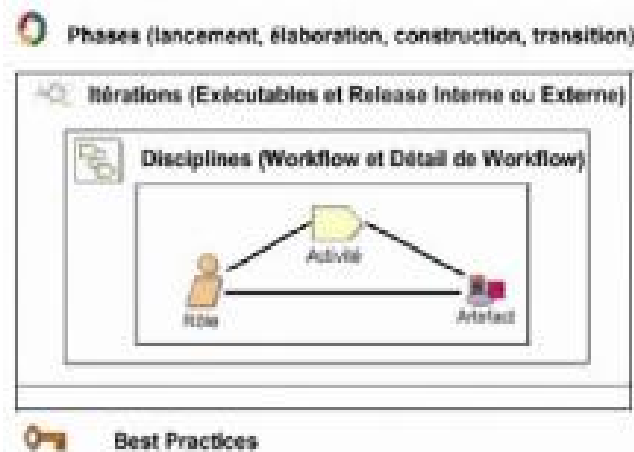 Phases (lancement, élaboration, construction, transition)
Itérations (Exécutables et Release Interne ou Externe)
Disciplines (Workflow et Détail de Workflow)
Activité
Rôle
Artefact
Best Practices